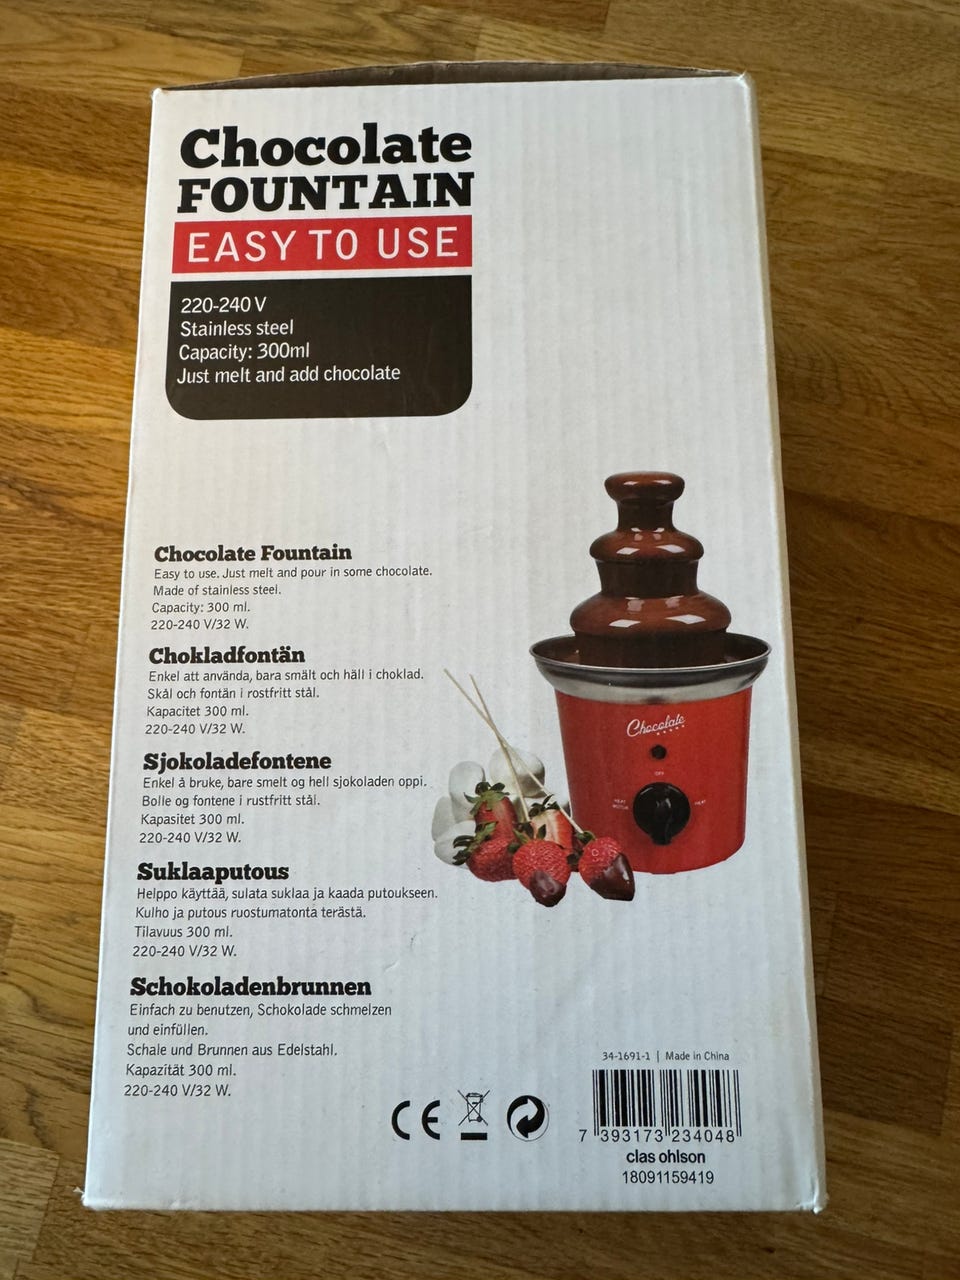 Chocolate
FOUNTAIN
EASY TO USE
220-240 V
Stainless steel
Capacity: 300ml
Just melt and add chocolate
Chocolate Fountain
Easy to use. Just melt and pour in some chocolate.
Made of stainless steel.
Capacity: 300 ml.
220-240 V/32 W.
Chokladfontän
Enkel att använda, bara smält och häll i choklad.
Skål och fontän i rostfritt stål.
Kapacitet 300 ml.
220-240 V/32 W.
Sjokoladefontene
Enkel å bruke, bare smelt og hell sjokoladen oppi.
Bolle og fontene i rustfritt stål.
Kapasitet 300 ml.
220-240 V/32 W.
Suklaaputous
Helppo käyttää, sulata suklaa ja kaada putoukseen.
Kulho ja putous ruostumatonta terästä.
Tilavuus 300 ml.
220-240 V/32 W.
Schokoladenbrunnen
Einfach zu benutzen, Schokolade schmelzen
und einfüllen.
Schale und Brunnen aus Edelstahl.
Kapazität 300 ml.
220-240 V/32 W.
Chocolate
OFF
HEAT
MOTOR
HEAT
CE
34-1691-1 | Made in China
7 393173 234048
clas ohlson
18091159419